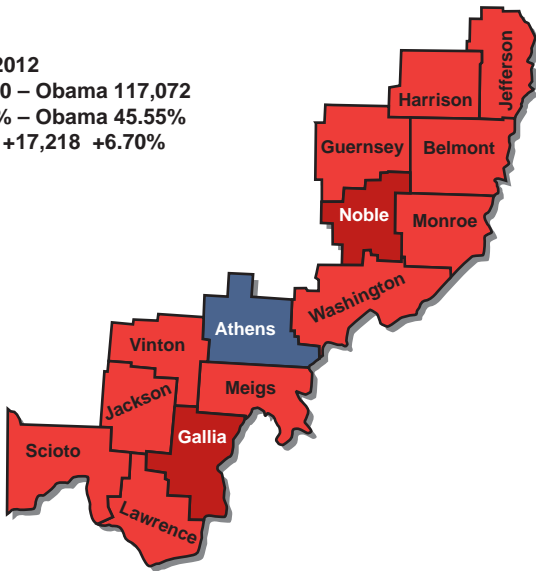 2012
0 – Obama 117,072
% – Obama 45.55%
+17,218 +6.70%
Jefferson
Harrison
Guernsey
Belmont
Noble
Monroe
Washington
Athens
Vinton
Meigs
Jackson
Gallia
Scioto
Lawrence